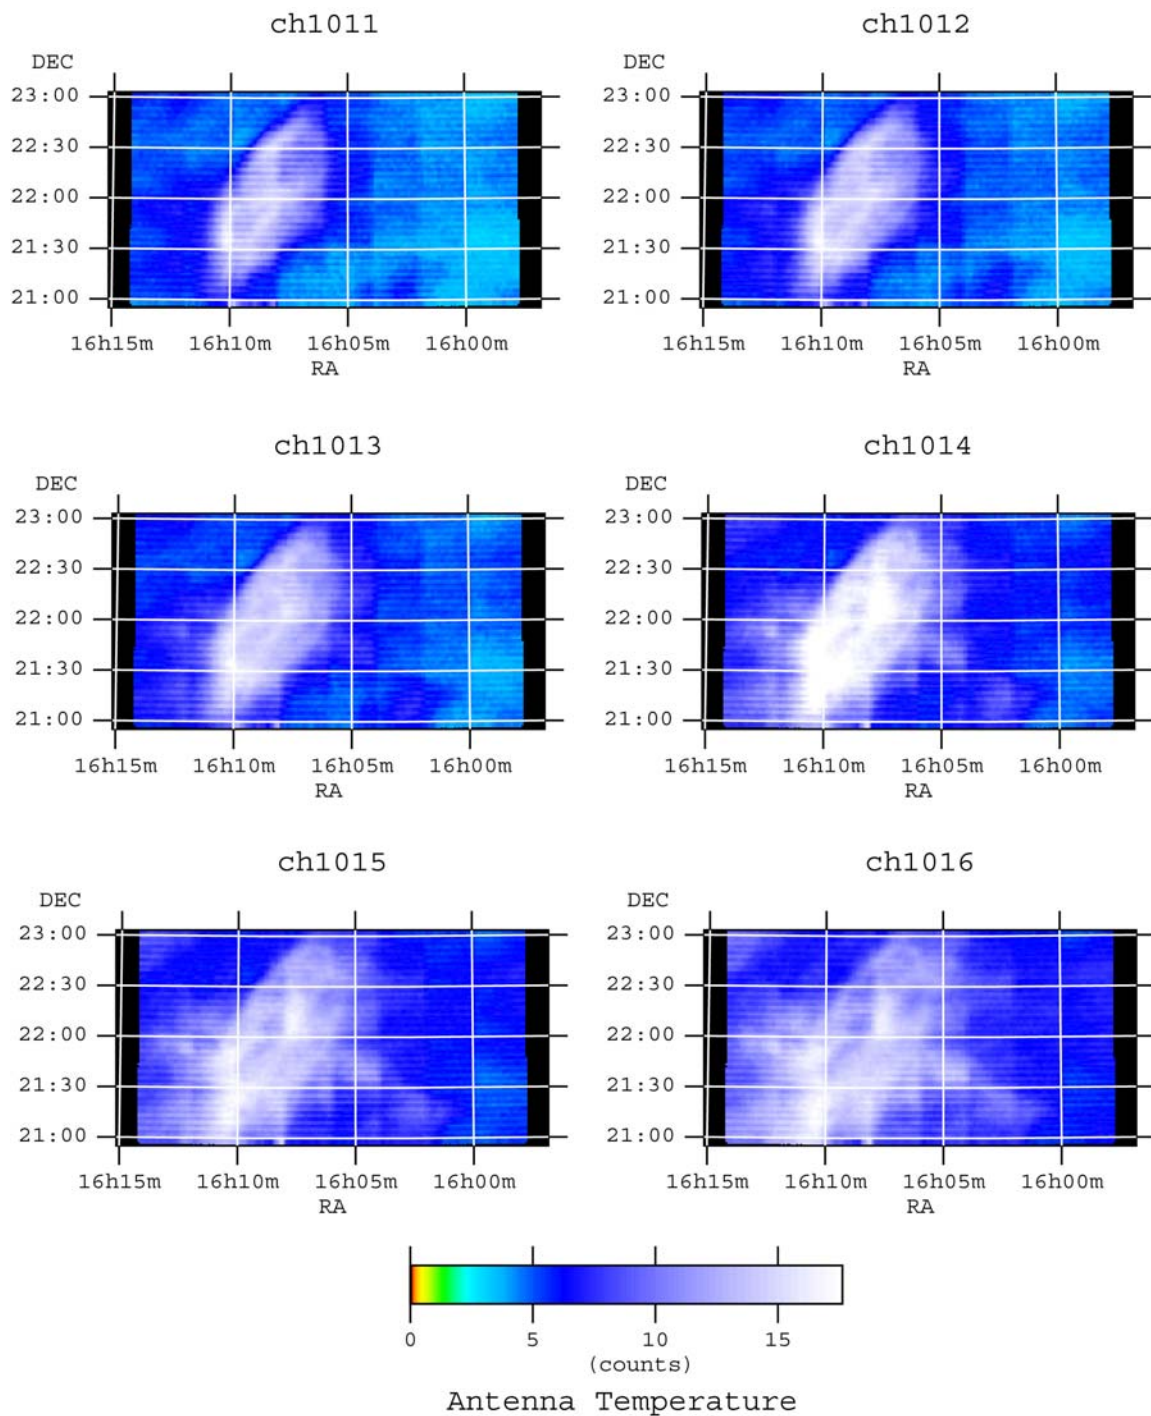 ch1011 ch1012
DEC DEC
23:00 23:00
22:30 22:30
22:00 22:00
21:30 21:30
21:00 21:00
16h15m 16h10m 16h05m 16h00m 16h15m 16h10m 16h05m 16h00m
RA RA
ch1013 ch1014
DEC DEC
23:00 23:00
22:30 22:30
22:00 22:00
21:30 21:30
21:00 21:00
16h15m 16h10m 16h05m 16h00m 16h15m 16h10m 16h05m 16h00m
RA RA
ch1015 ch1016
DEC DEC
23:00 23:00
22:30 22:30
22:00 22:00
21:30 21:30
21:00 21:00
16h15m 16h10m 16h05m 16h00m 16h15m 16h10m 16h05m 16h00m
RA RA
0 5 10 15
(counts)
Antenna Temperature